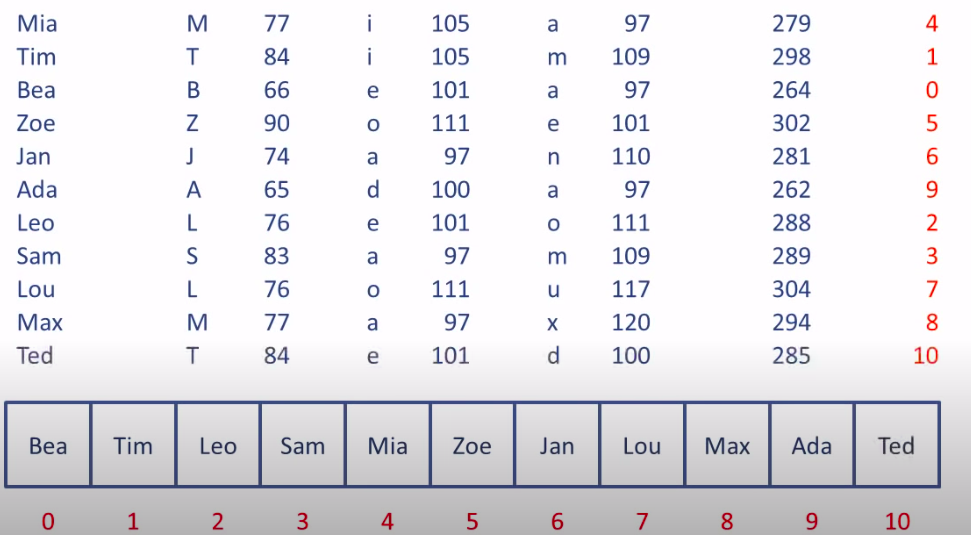 Mia M 77 i 105 a 97 279 4
Tim T 84 i 105 m 109 298 1
Bea B 66 e 101 a 97 264 0
Zoe Z 90 o 111 e 101 302 5
Jan J 74 a 97 n 110 281 6
Ada A 65 d 100 a 97 262 9
Leo L 76 e 101 o 111 288 2
Sam S 83 a 97 m 109 289 3
Lou L 76 o 111 u 117 304 7
Max M 77 a 97 x 120 294 8
Ted T 84 e 101 d 100 285 10
Bea Tim Leo Sam Mia Zoe Jan Lou Max Ada Ted
0 1 2 3 4 5 6 7 8 9 10